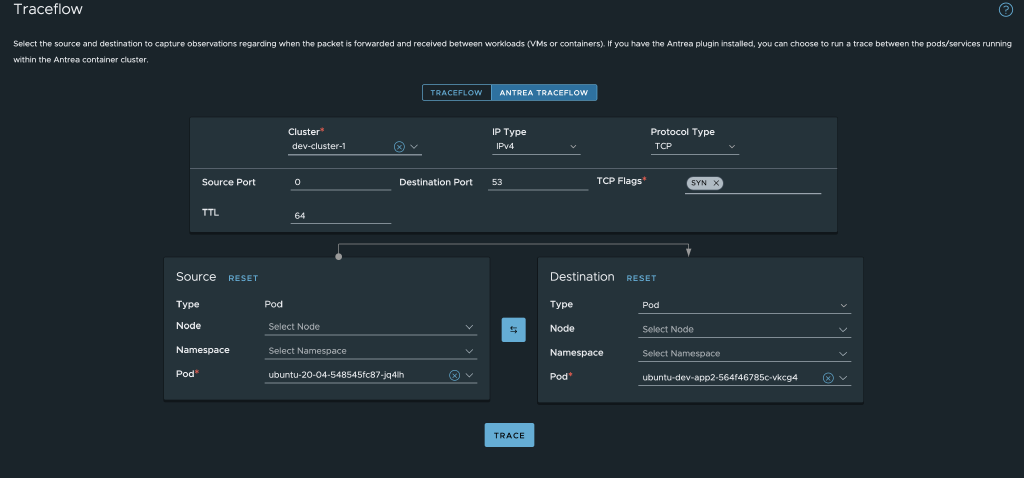 Traceflow
Select the source and destination to capture observations regarding when the packet is forwarded and received between workloads (VMs or containers). If you have the Antrea plugin installed, you can choose to run a trace between the pods/services running
within the Antrea container cluster.
TRACEFLOW ANTREA TRACEFLOW
Cluster* IP Type Protocol Type
dev-cluster-1 IPv4 TCP
Source Port 0 Destination Port 53 TCP Flags* SYN
TTL 64
Source RESET
Type Pod
Node Select Node
Namespace Select Namespace
Pod* ubuntu-20-04-548545fc87-jq4lh
Destination RESET
Type Pod
Node Select Node
Namespace Select Namespace
Pod* ubuntu-dev-app2-564f46785c-vkcg4
TRACE